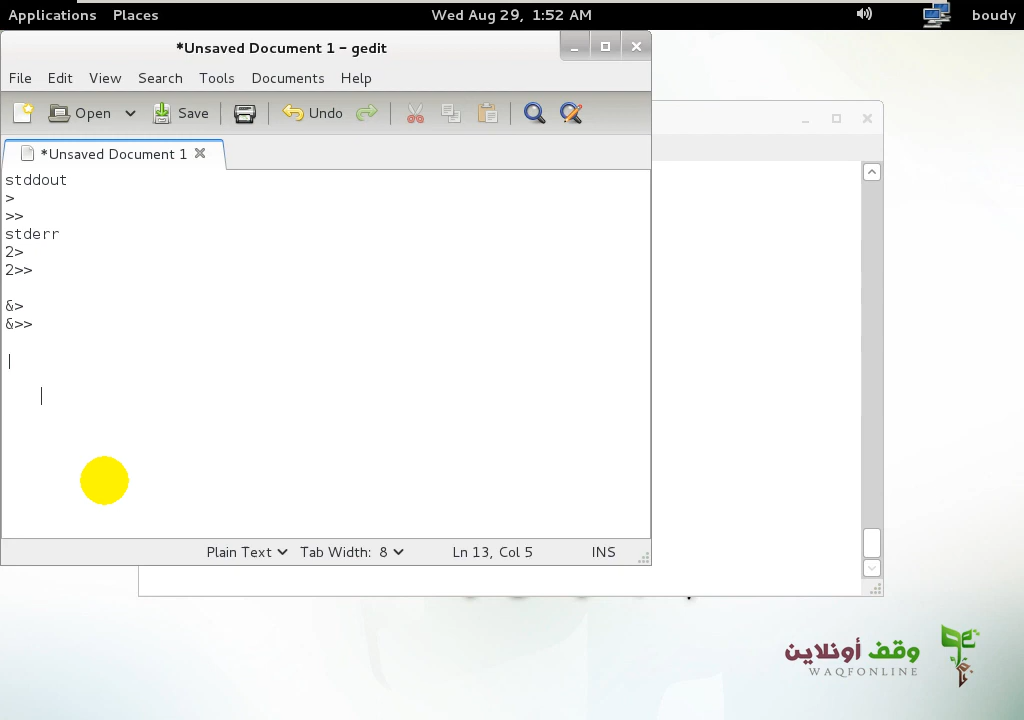 Applications Places Wed Aug 29, 1:52 AM boudy
*Unsaved Document 1 - gedit
File Edit View Search Tools Documents Help
Open Save Undo
*Unsaved Document 1
stddout
>
>>
stderr
2>
2>>
&>
&>>
|
Plain Text Tab Width: 8 Ln 13, Col 5 INS
وقف أونلاين
WAQFONLINE